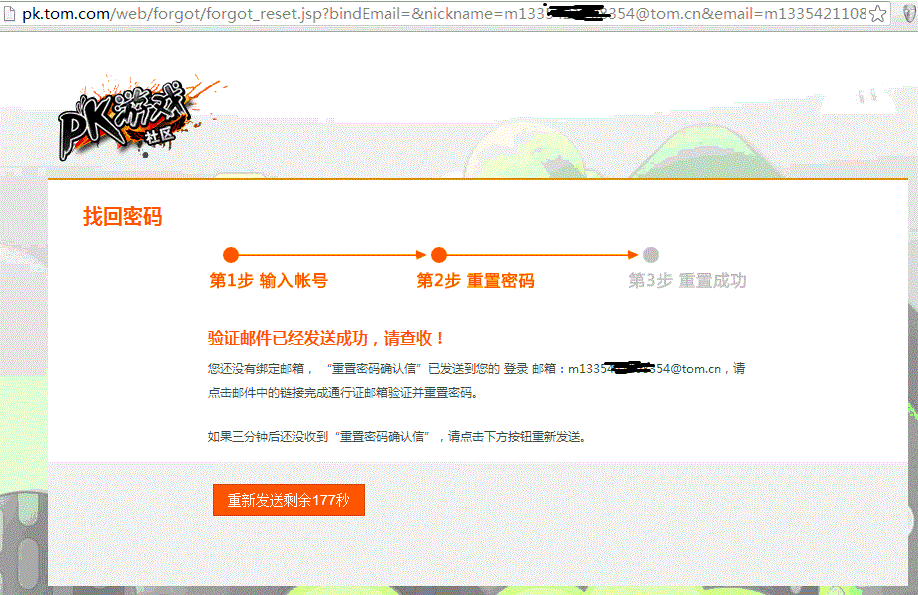 pk.tom.com/web/forgot/forgot_reset.jsp?bindEmail=&nickname=m133 354@tom.cn&email=m1335421108
PK游戏
社区
找回密码
第1步 输入帐号 第2步 重置密码 第3步 重置成功
验证邮件已经发送成功，请查收！
您还没有绑定邮箱， “重置密码确认信”已发送到您的 登录 邮箱：m1335 354@tom.cn，请
点击邮件中的链接完成通行证邮箱验证并重置密码。
如果三分钟后还没收到“重置密码确认信”，请点击下方按钮重新发送。
重新发送剩余177秒